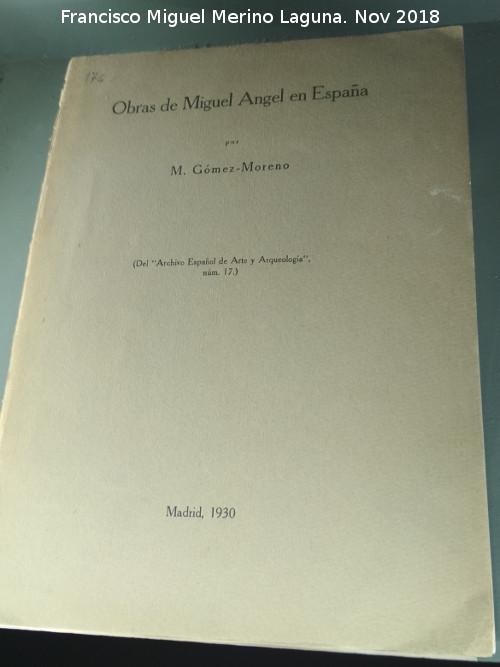 Francisco Miguel Merino Laguna. Nov 2018
176
Obras de Miguel Angel en España
por
M. Gómez-Moreno
(Del "Archivo Español de Arte y Arqueología",
núm. 17.)
Madrid, 1930